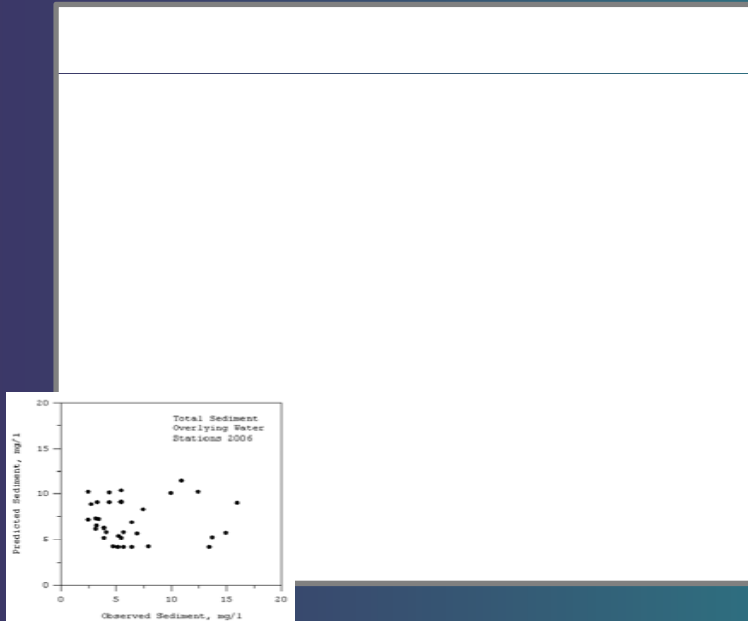 20
Total Sediment
Overlying Water
Stations 2006
15
10
5
0
Predicted Sediment, mg/l
0 5 10 15 20
Observed Sediment, mg/l